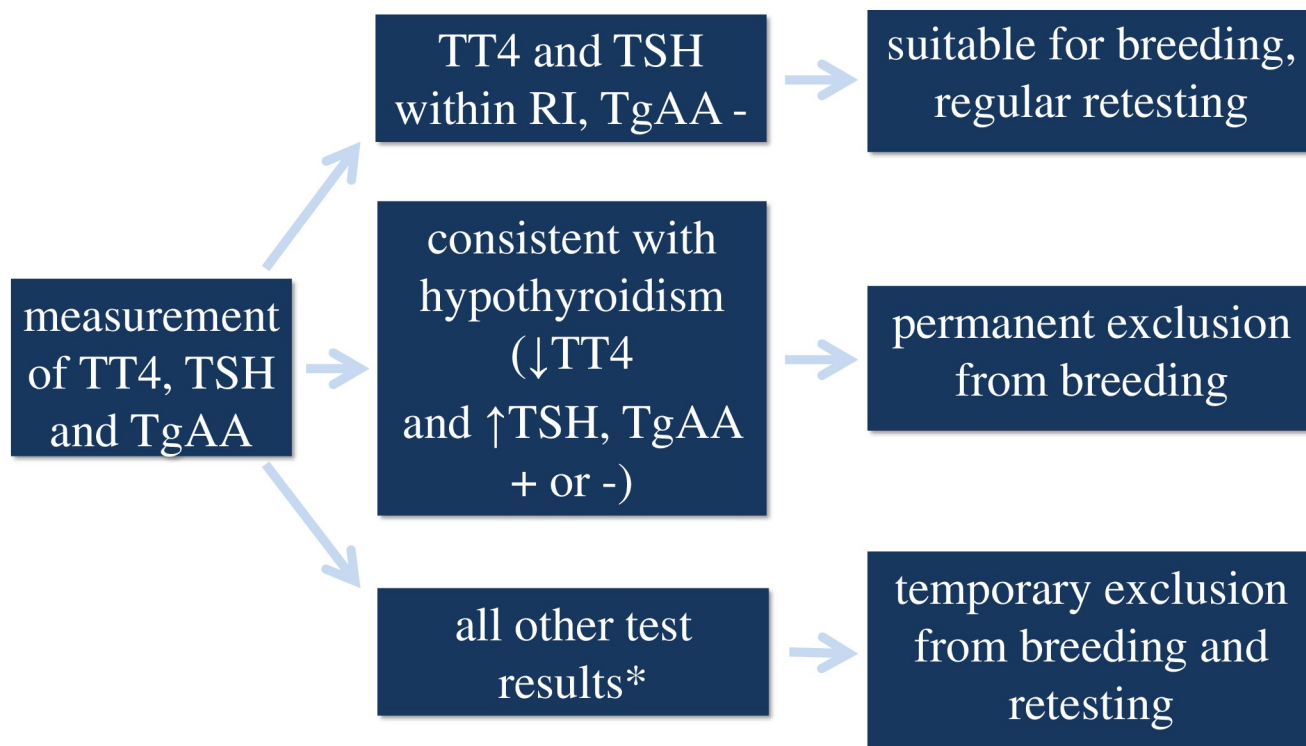 measurement
of TT4, TSH
and TgAA
TT4 and TSH
within RI, TgAA -
suitable for breeding,
regular retesting
consistent with
hypothyroidism
(↓TT4
and ↑TSH, TgAA
+ or -)
permanent exclusion
from breeding
all other test
results*
temporary exclusion
from breeding and
retesting